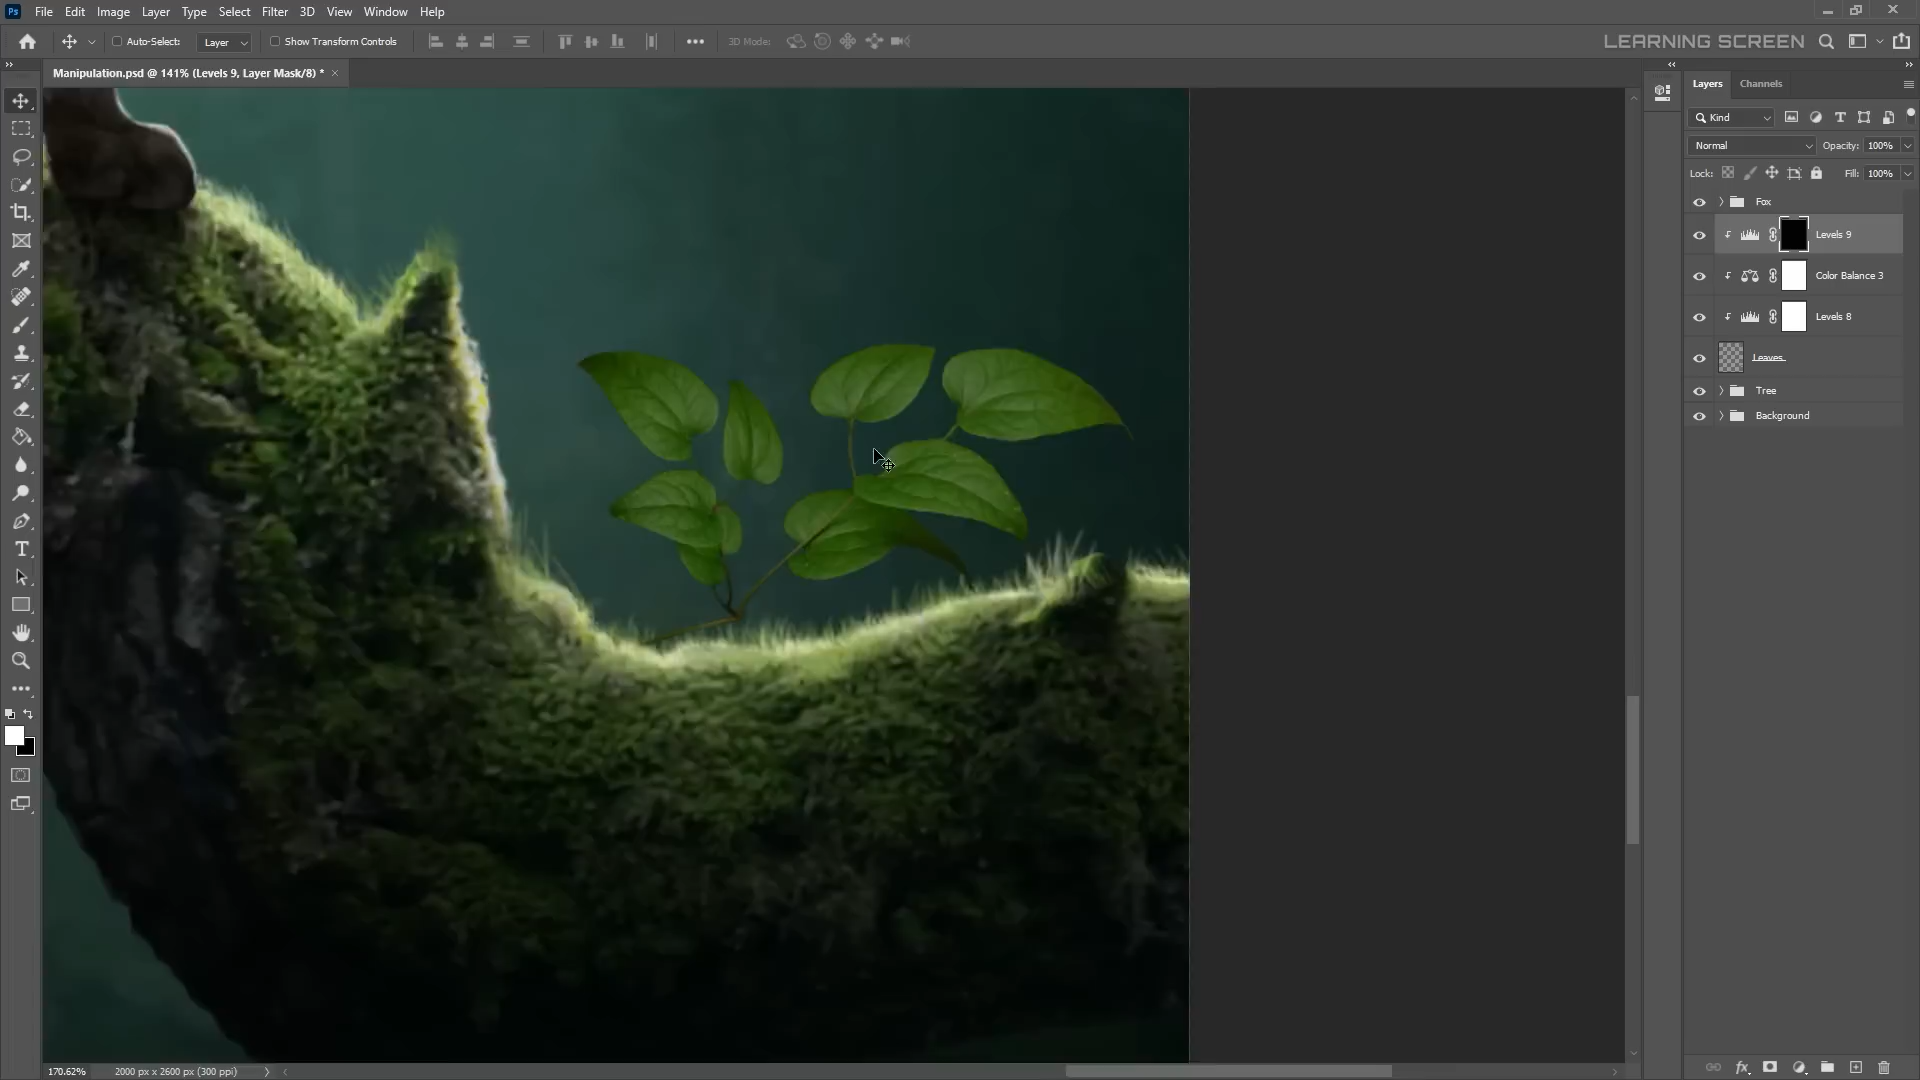 Ps File Edit Image Layer Type Select Filter 3D View Window Help
Auto-Select: Layer Show Transform Controls 3D Mode: LEARNING SCREEN
Manipulation.psd @ 141% (Levels 9, Layer Mask/8) * ×
Layers Channels
Kind
Normal Opacity: 100%
Lock: Fill: 100%
Fox
Levels 9
Color Balance 3
Levels 8
Leaves
Tree
Background
170.62% 2000 px x 2600 px (300 ppi)